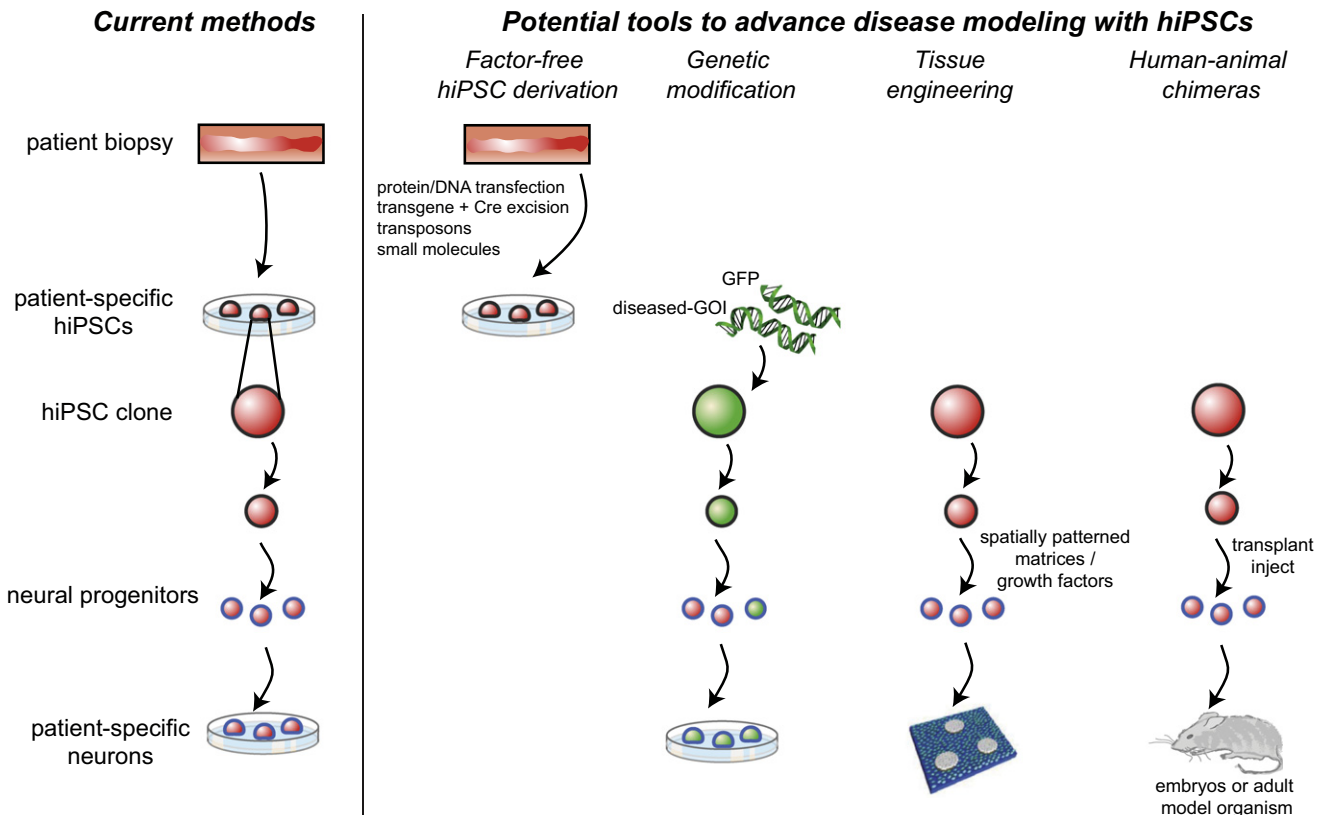 Current methods
Potential tools to advance disease modeling with hiPSCs
Factor-free
hiPSC derivation
Genetic
modification
Tissue
engineering
Human-animal
chimeras
patient biopsy
protein/DNA transfection
transgene + Cre excision
transposons
small molecules
patient-specific
hiPSCs
GFP
diseased-GOI
hiPSC clone
spatially patterned
matrices /
growth factors
transplant
inject
neural progenitors
patient-specific
neurons
embryos or adult
model organism